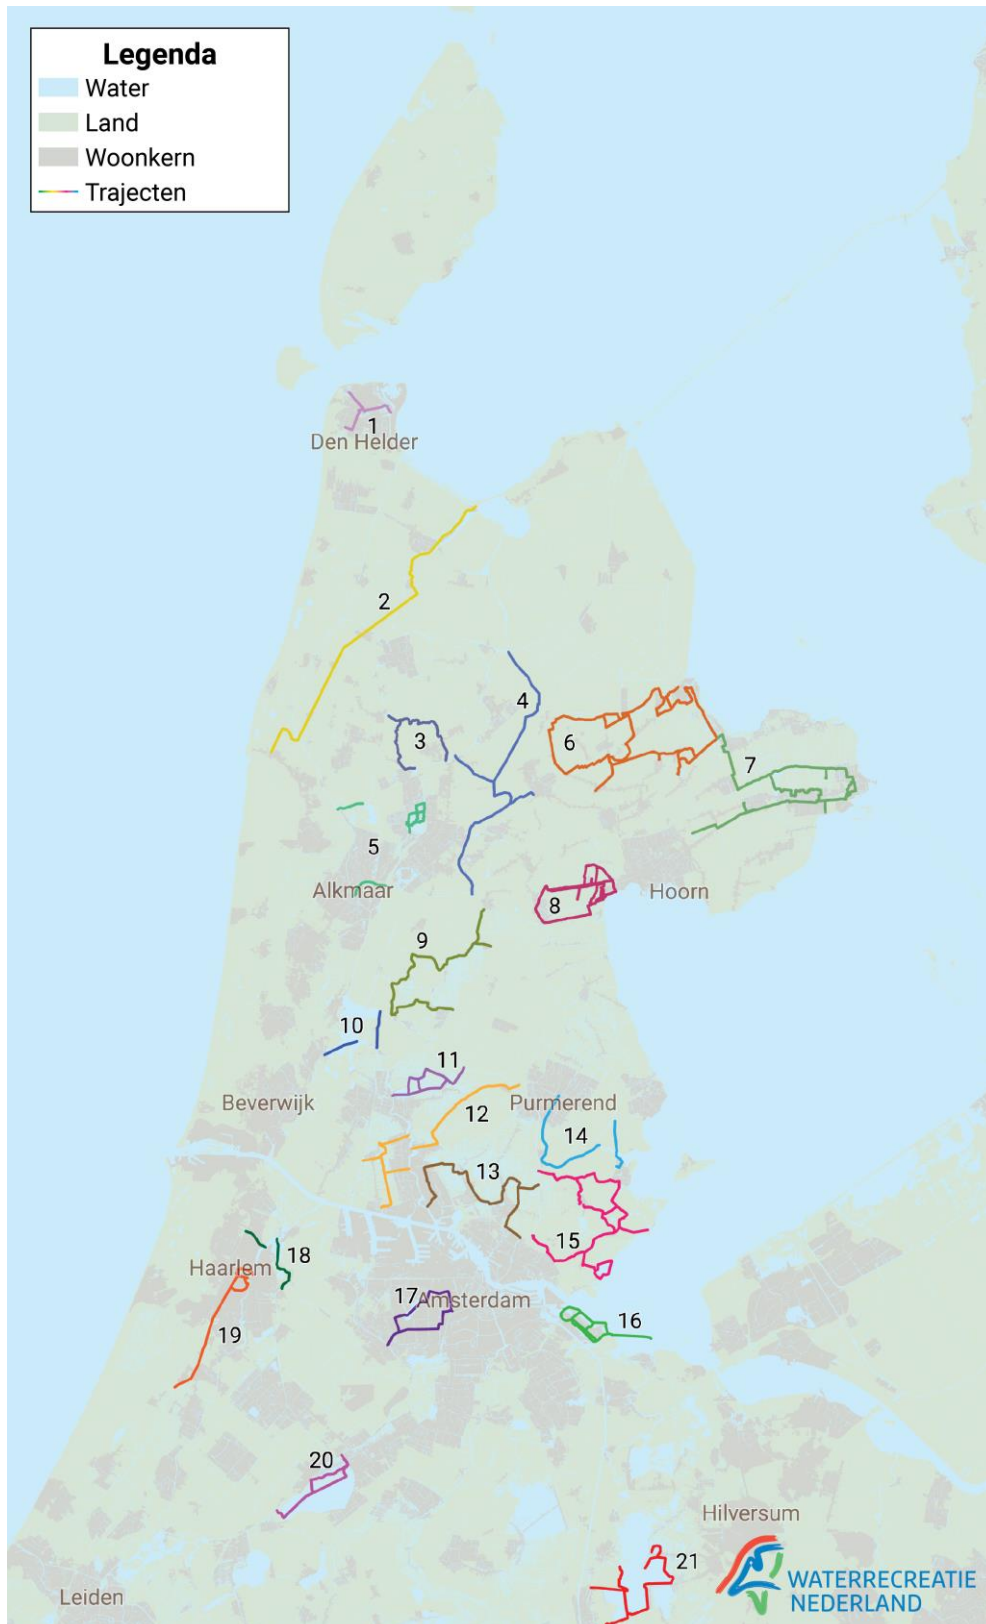 Legenda
Water
Land
Woonkern
Trajecten
1
Den Helder
2
4
3
6
7
5
Alkmaar
Hoorn
8
9
10
11
Beverwijk
Purmerend
12
14
13
15
18
Haarlem
17
Amsterdam
16
19
20
Hilversum
21
WATERRECREATIE
NEDERLAND
Leiden